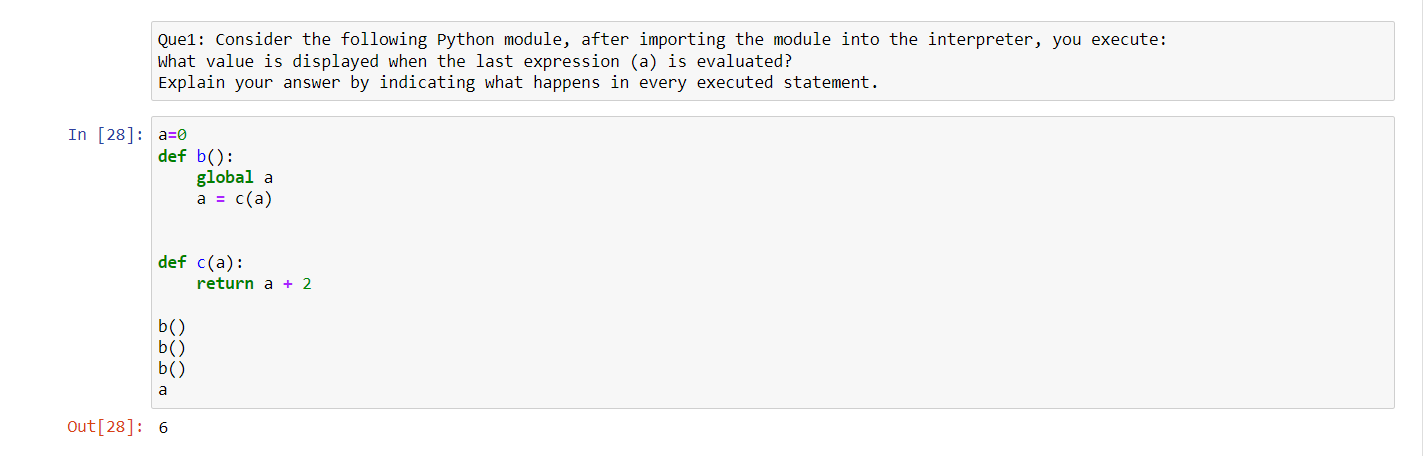 Que1: Consider the following Python module, after importing the module into the interpreter, you execute:
What value is displayed when the last expression (a) is evaluated?
Explain your answer by indicating what happens in every executed statement.
In [28]: a=0
def b():
    global a
    a = c(a)
def c(a):
    return a + 2
b()
b()
b()
a
Out[28]: 6